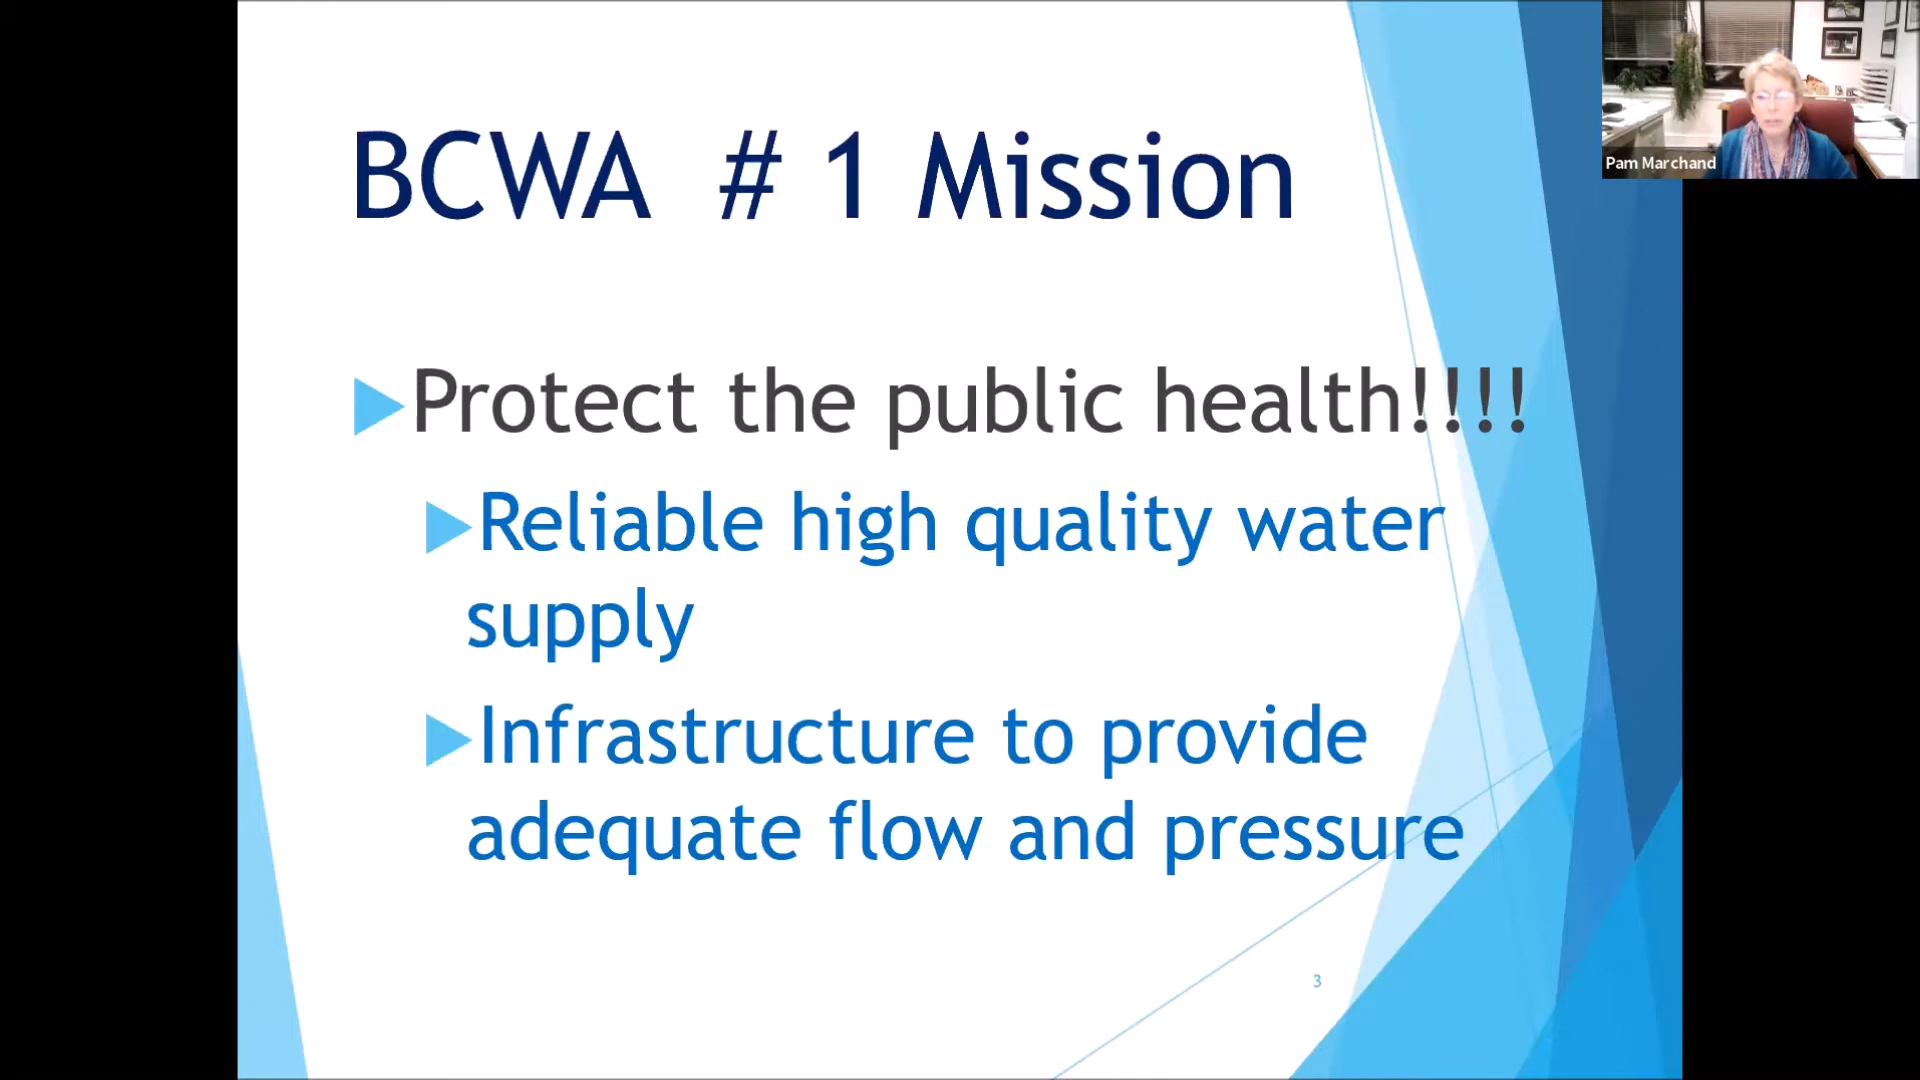 BCWA # 1 Mission
Pam Marchand
Protect the public health!!!!
Reliable high quality water
supply
Infrastructure to provide
adequate flow and pressure
3